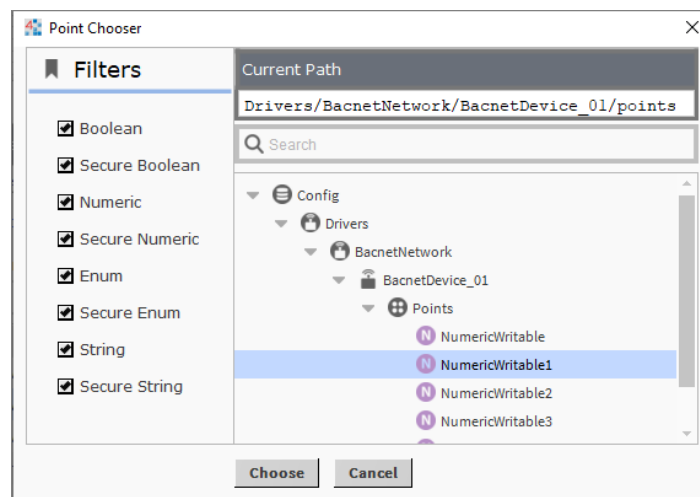 Point Chooser
Filters
Boolean
Secure Boolean
Numeric
Secure Numeric
Enum
Secure Enum
String
Secure String
Current Path
Drivers/BacnetNetwork/BacnetDevice_01/points
Search
Config
Drivers
BacnetNetwork
BacnetDevice_01
Points
N NumericWritable
N NumericWritable1
N NumericWritable2
N NumericWritable3
Choose
Cancel